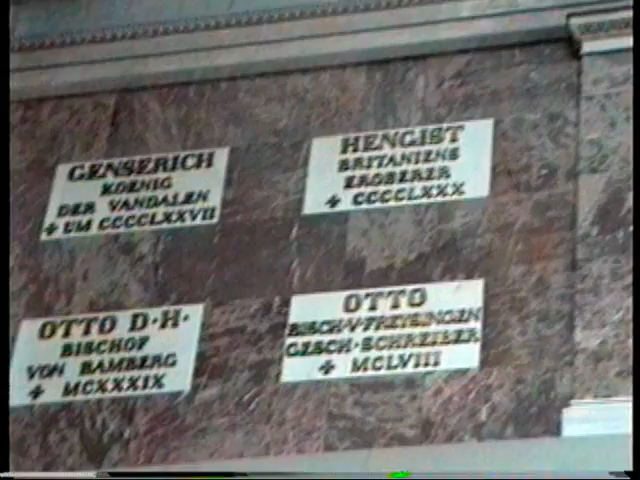 GENSERICH
KOENIG
DER VANDALEN
✣ UM CCCCLXXVII
HENGIST
BRITANIENS
EROBERER
✣ CCCCLXXX
OTTO D·H·
BISCHOF
VON BAMBERG
✣ MCXXXIX
OTTO
BISCH·V·FREYSINGEN
GESCH·SCHREIBER
✣ MCLVIII